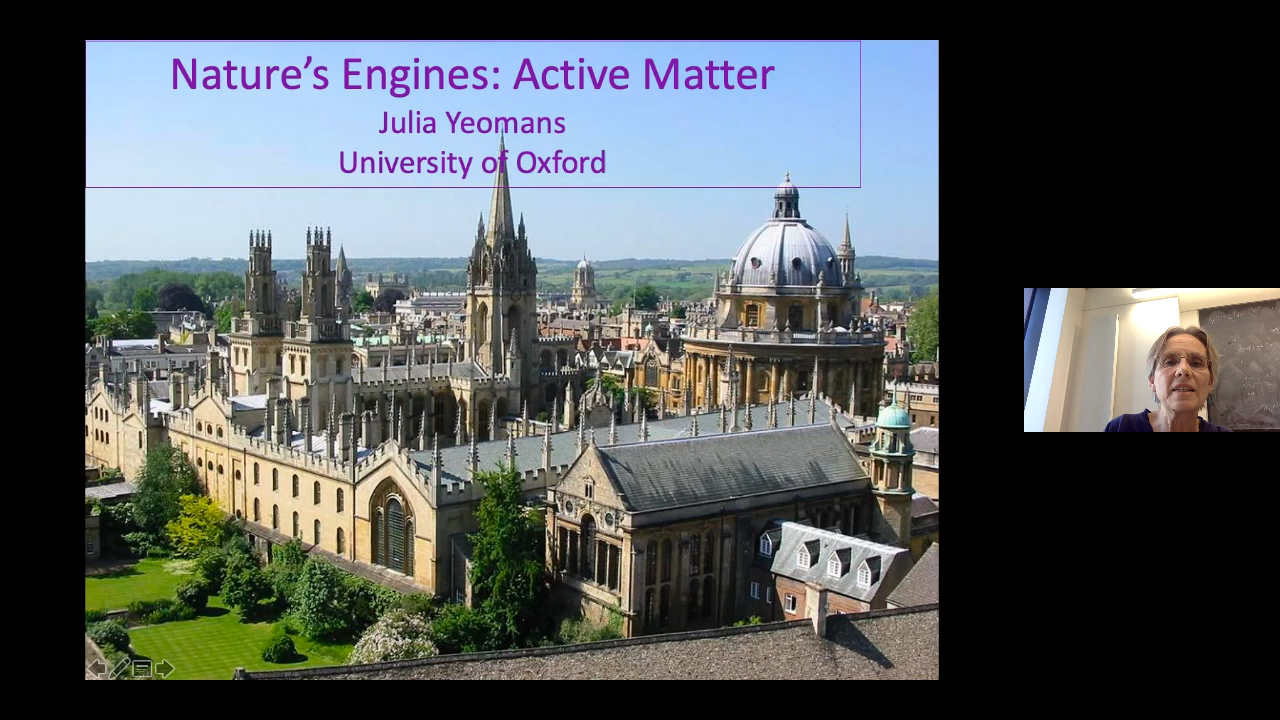 Nature's Engines: Active Matter
Julia Yeomans
University of Oxford